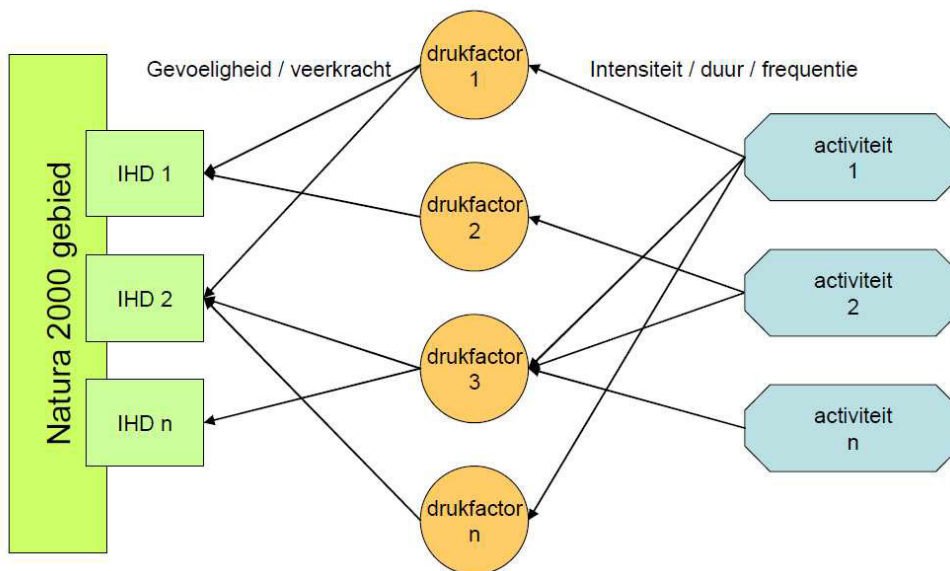 Natura 2000 gebied
Gevoeligheid / veerkracht
Intensiteit / duur / frequentie
IHD 1
IHD 2
IHD n
drukfactor
1
drukfactor
2
drukfactor
3
drukfactor
n
activiteit
1
activiteit
2
activiteit
n